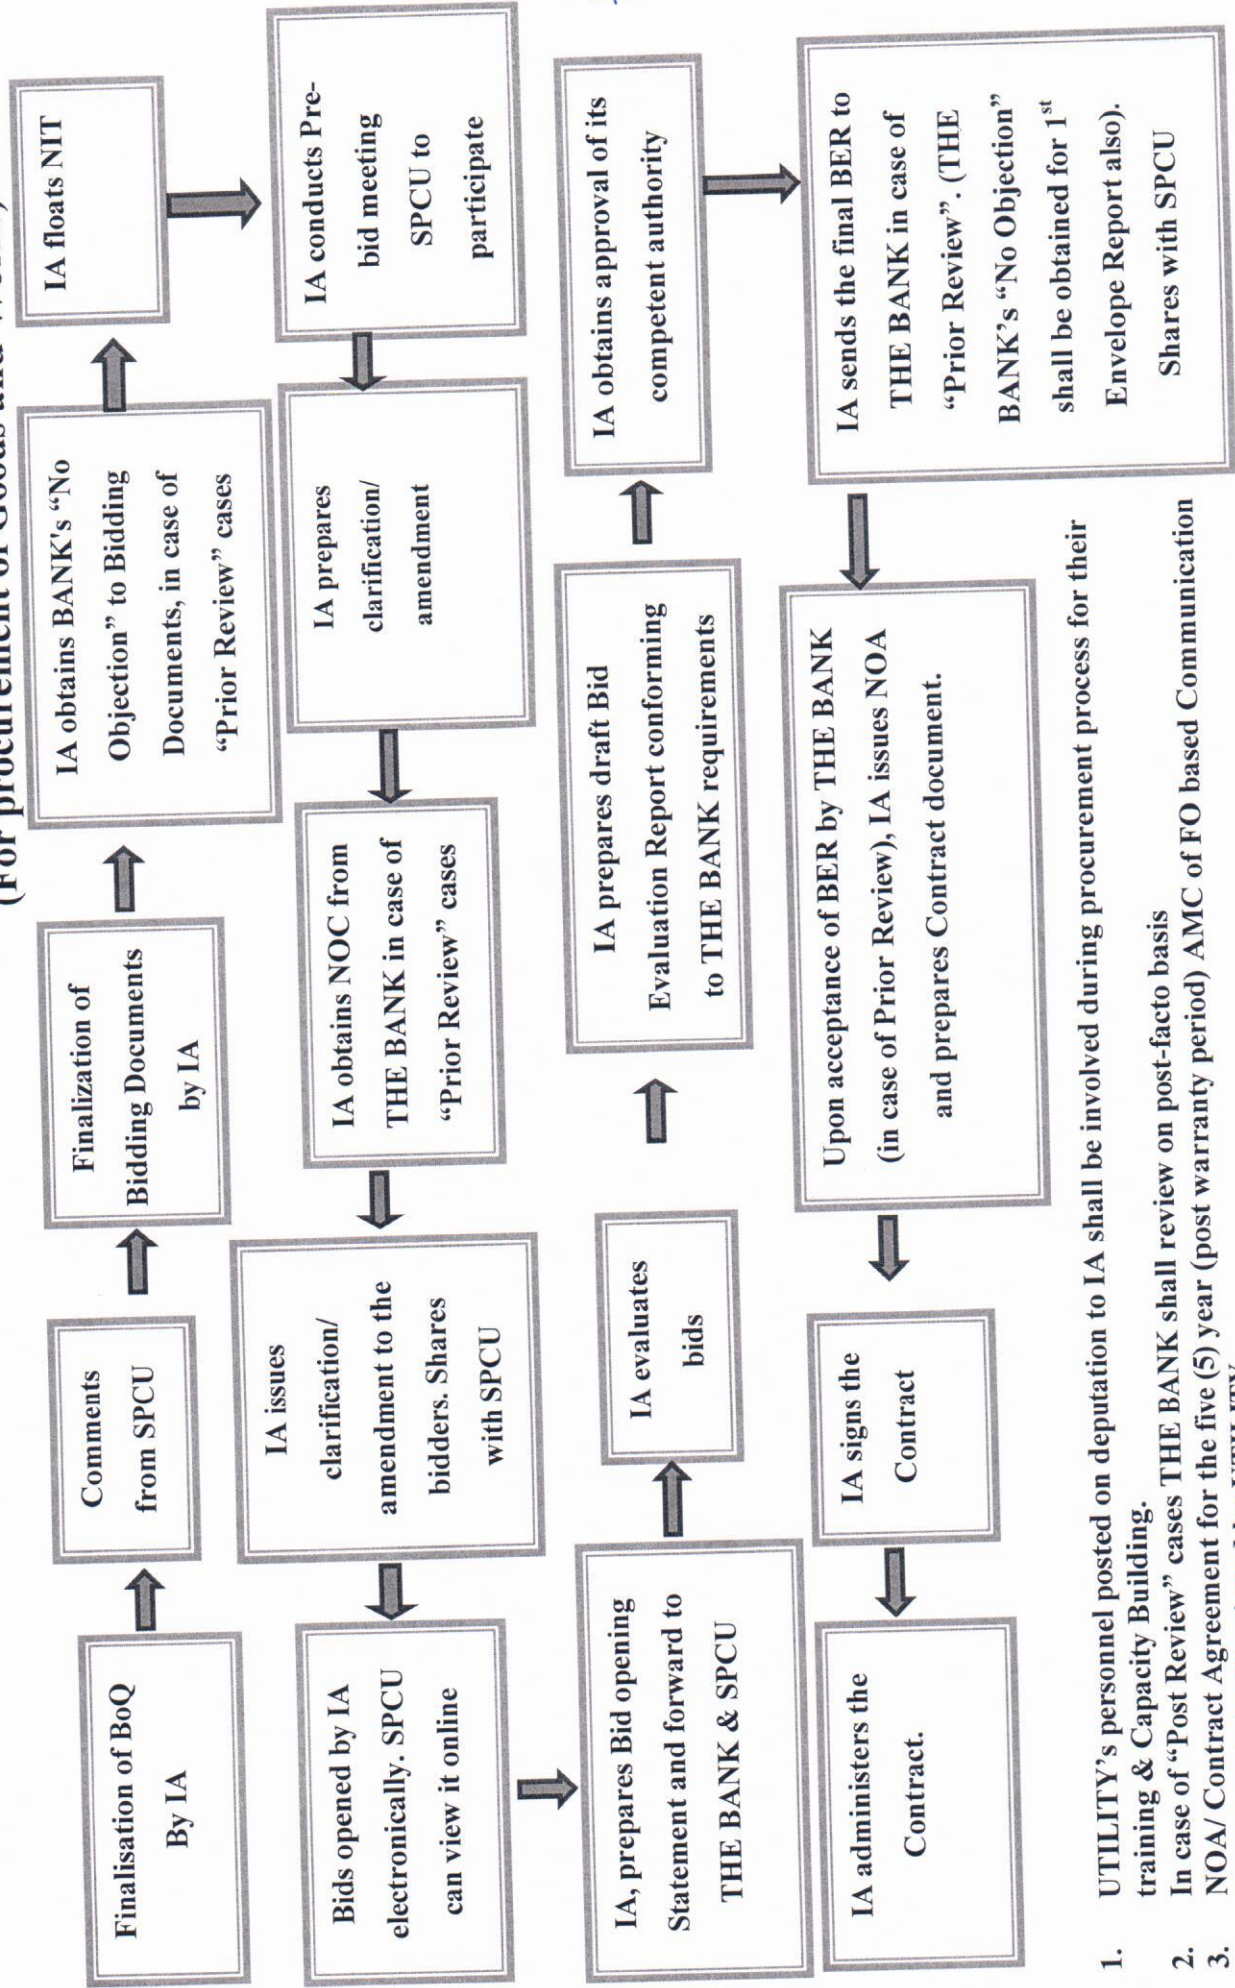 (For procurement of Goods and Works)
Finalisation of BoQ
By IA
Comments
from SPCU
Finalization of
Bidding Documents
by IA
IA obtains BANK's “No
Objection” to Bidding
Documents, in case of
“Prior Review” cases
IA floats NIT
IA conducts Pre-
bid meeting
SPCU to
participate
IA prepares
clarification/
amendment
IA obtains NOC from
THE BANK in case of
“Prior Review” cases
IA issues
clarification/
amendment to the
bidders. Shares
with SPCU
Bids opened by IA
electronically. SPCU
can view it online
IA, prepares Bid opening
Statement and forward to
THE BANK & SPCU
IA evaluates
bids
IA prepares draft Bid
Evaluation Report conforming
to THE BANK requirements
IA obtains approval of its
competent authority
IA sends the final BER to
THE BANK in case of
“Prior Review”. (THE
BANK’s “No Objection”
shall be obtained for 1st
Envelope Report also).
Shares with SPCU
Upon acceptance of BER by THE BANK
(in case of Prior Review), IA issues NOA
and prepares Contract document.
IA signs the
Contract
IA administers the
Contract.
1. UTILITY’s personnel posted on deputation to IA shall be involved during procurement process for their
training & Capacity Building.
2. In case of “Post Review” cases THE BANK shall review on post-facto basis
3. NOA/ Contract Agreement for the five (5) year (post warranty period) AMC of FO based Communication
UTILITY